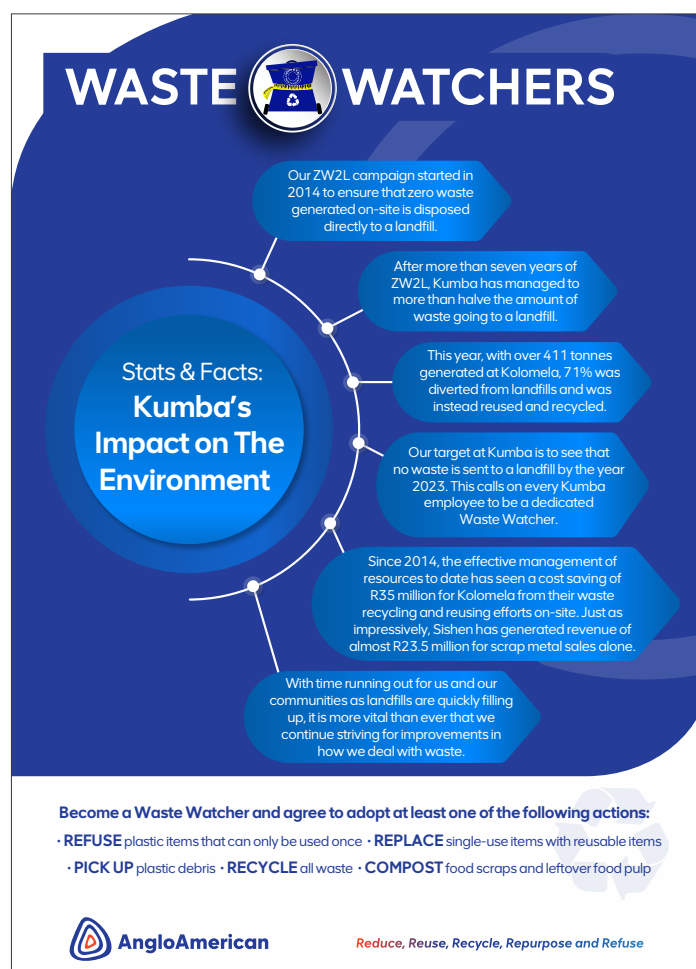 WASTE WATCHERS
Our ZW2L campaign started in
2014 to ensure that zero waste
generated on-site is disposed
directly to a landfill.
After more than seven years of
ZW2L, Kumba has managed to
more than halve the amount of
waste going to a landfill.
Stats & Facts:
Kumba's
Impact on The
Environment
This year, with over 411 tonnes
generated at Kolomela, 71% was
diverted from landfills and was
instead reused and recycled.
Our target at Kumba is to see that
no waste is sent to a landfill by the year
2023. This calls on every Kumba
employee to be a dedicated
Waste Watcher.
Since 2014, the effective management of
resources to date has seen a cost saving of
R35 million for Kolomela from their waste
recycling and reusing efforts on-site. Just as
impressively, Sishen has generated revenue of
almost R23.5 million for scrap metal sales alone.
With time running out for us and our
communities as landfills are quickly filling
up, it is more vital than ever that we
continue striving for improvements in
how we deal with waste.
Become a Waste Watcher and agree to adopt at least one of the following actions:
· REFUSE plastic items that can only be used once · REPLACE single-use items with reusable items
· PICK UP plastic debris · RECYCLE all waste · COMPOST food scraps and leftover food pulp
AngloAmerican
Reduce, Reuse, Recycle, Repurpose and Refuse